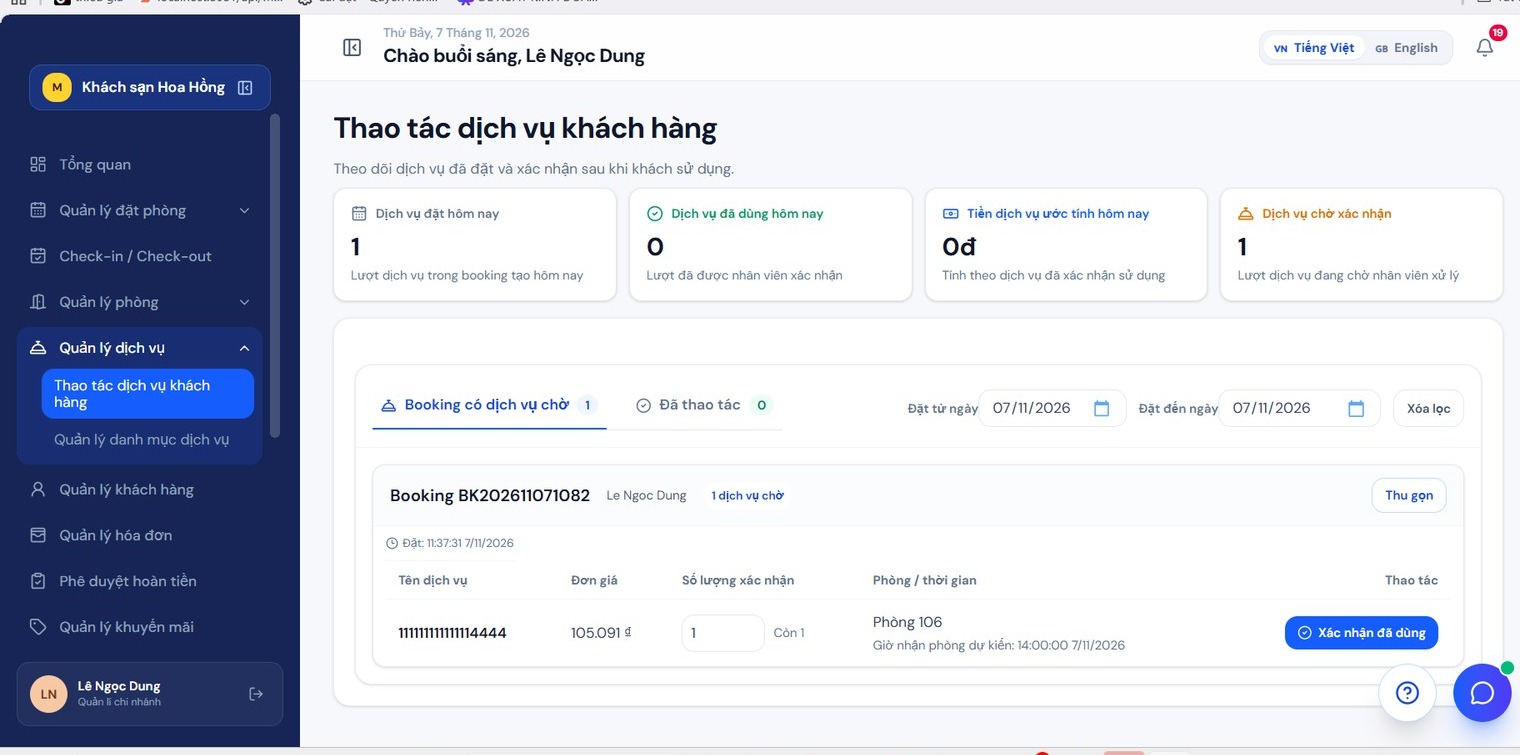 Thứ Bảy, 7 Tháng 11, 2026
Chào buổi sáng, Lê Ngọc Dung
VN Tiếng Việt
GB English
19
M
Khách sạn Hoa Hồng
Tổng quan
Quản lý đặt phòng
Check-in / Check-out
Quản lý phòng
Quản lý dịch vụ
Thao tác dịch vụ khách
hàng
Quản lý danh mục dịch vụ
Quản lý khách hàng
Quản lý hóa đơn
Phê duyệt hoàn tiền
Quản lý khuyến mãi
LN
Lê Ngọc Dung
Quản lí chi nhánh
Thao tác dịch vụ khách hàng
Theo dõi dịch vụ đã đặt và xác nhận sau khi khách sử dụng.
Dịch vụ đặt hôm nay
1
Lượt dịch vụ trong booking tạo hôm nay
Dịch vụ đã dùng hôm nay
0
Lượt đã được nhân viên xác nhận
Tiền dịch vụ ước tính hôm nay
0đ
Tính theo dịch vụ đã xác nhận sử dụng
Dịch vụ chờ xác nhận
1
Lượt dịch vụ đang chờ nhân viên xử lý
Booking có dịch vụ chờ 1
Đã thao tác 0
Đặt từ ngày 07/11/2026
Đặt đến ngày 07/11/2026
Xóa lọc
Booking BK202611071082 Le Ngoc Dung 1 dịch vụ chờ
Thu gọn
Đặt: 11:37:31 7/11/2026
Tên dịch vụ Đơn giá Số lượng xác nhận Phòng / thời gian Thao tác
111111111111114444 105.091 ₫ 1 Còn 1
Phòng 106
Giờ nhận phòng dự kiến: 14:00:00 7/11/2026
Xác nhận đã dùng